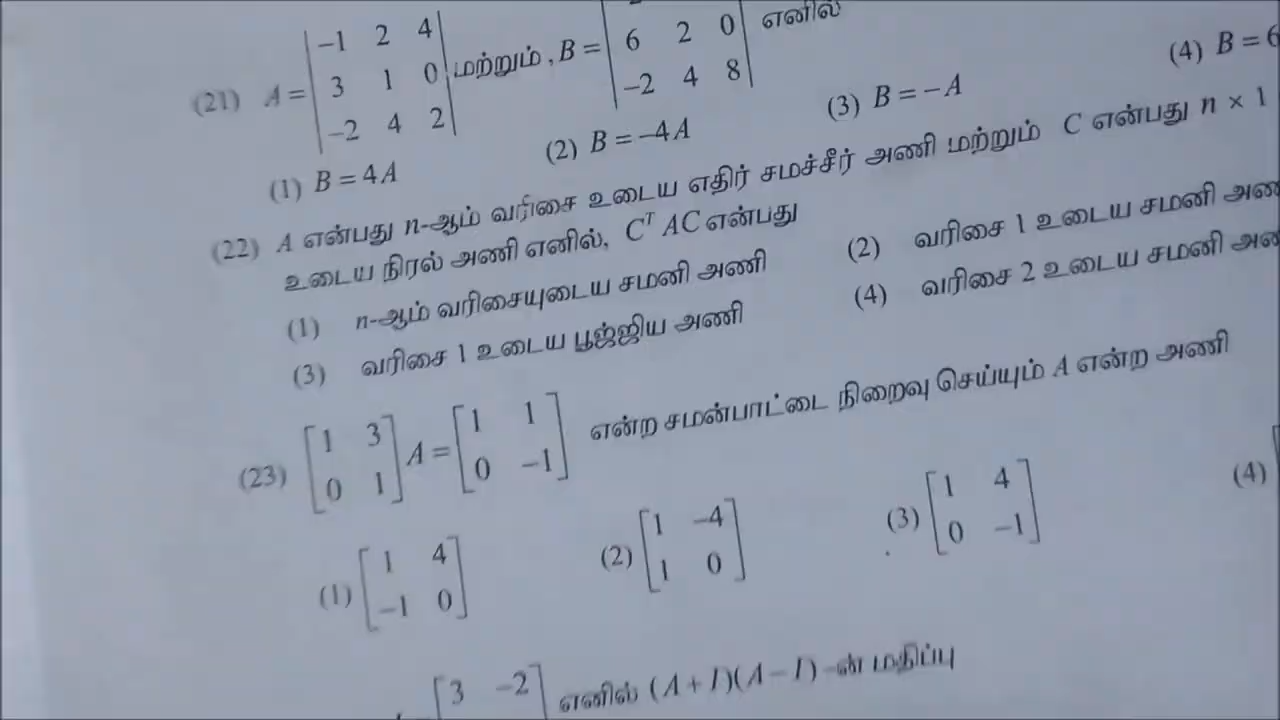 (21) A = | -1 2 4 | மற்றும், B = | | எனில்
| 3 1 0 | | 6 2 0 |
| -2 4 2 | | -2 4 8 |
(1) B = 4A (2) B = -4A (3) B = -A (4) B = 6
(22) A என்பது n-ஆம் வரிசை உடைய எதிர் சமச்சீர் அணி மற்றும் C என்பது n × 1
உடைய நிரல் அணி எனில், Cᵀ AC என்பது
(1) n-ஆம் வரிசையுடைய சமனி அணி (2) வரிசை 1 உடைய சமனி
(3) வரிசை 1 உடைய பூஜ்ஜிய அணி (4) வரிசை 2 உடைய சமனி
(23) [1 3] A = [1 1] என்ற சமன்பாட்டை நிறைவு செய்யும் A என்ற அணி
[0 1] [0 -1]
(1) [1 4] (2) [1 -4] (3) [1 4] (4) [
[-1 0] [1 0] [0 -1]
[3 -2] எனில் (A + I)(A - I) -ன் மதிப்பு